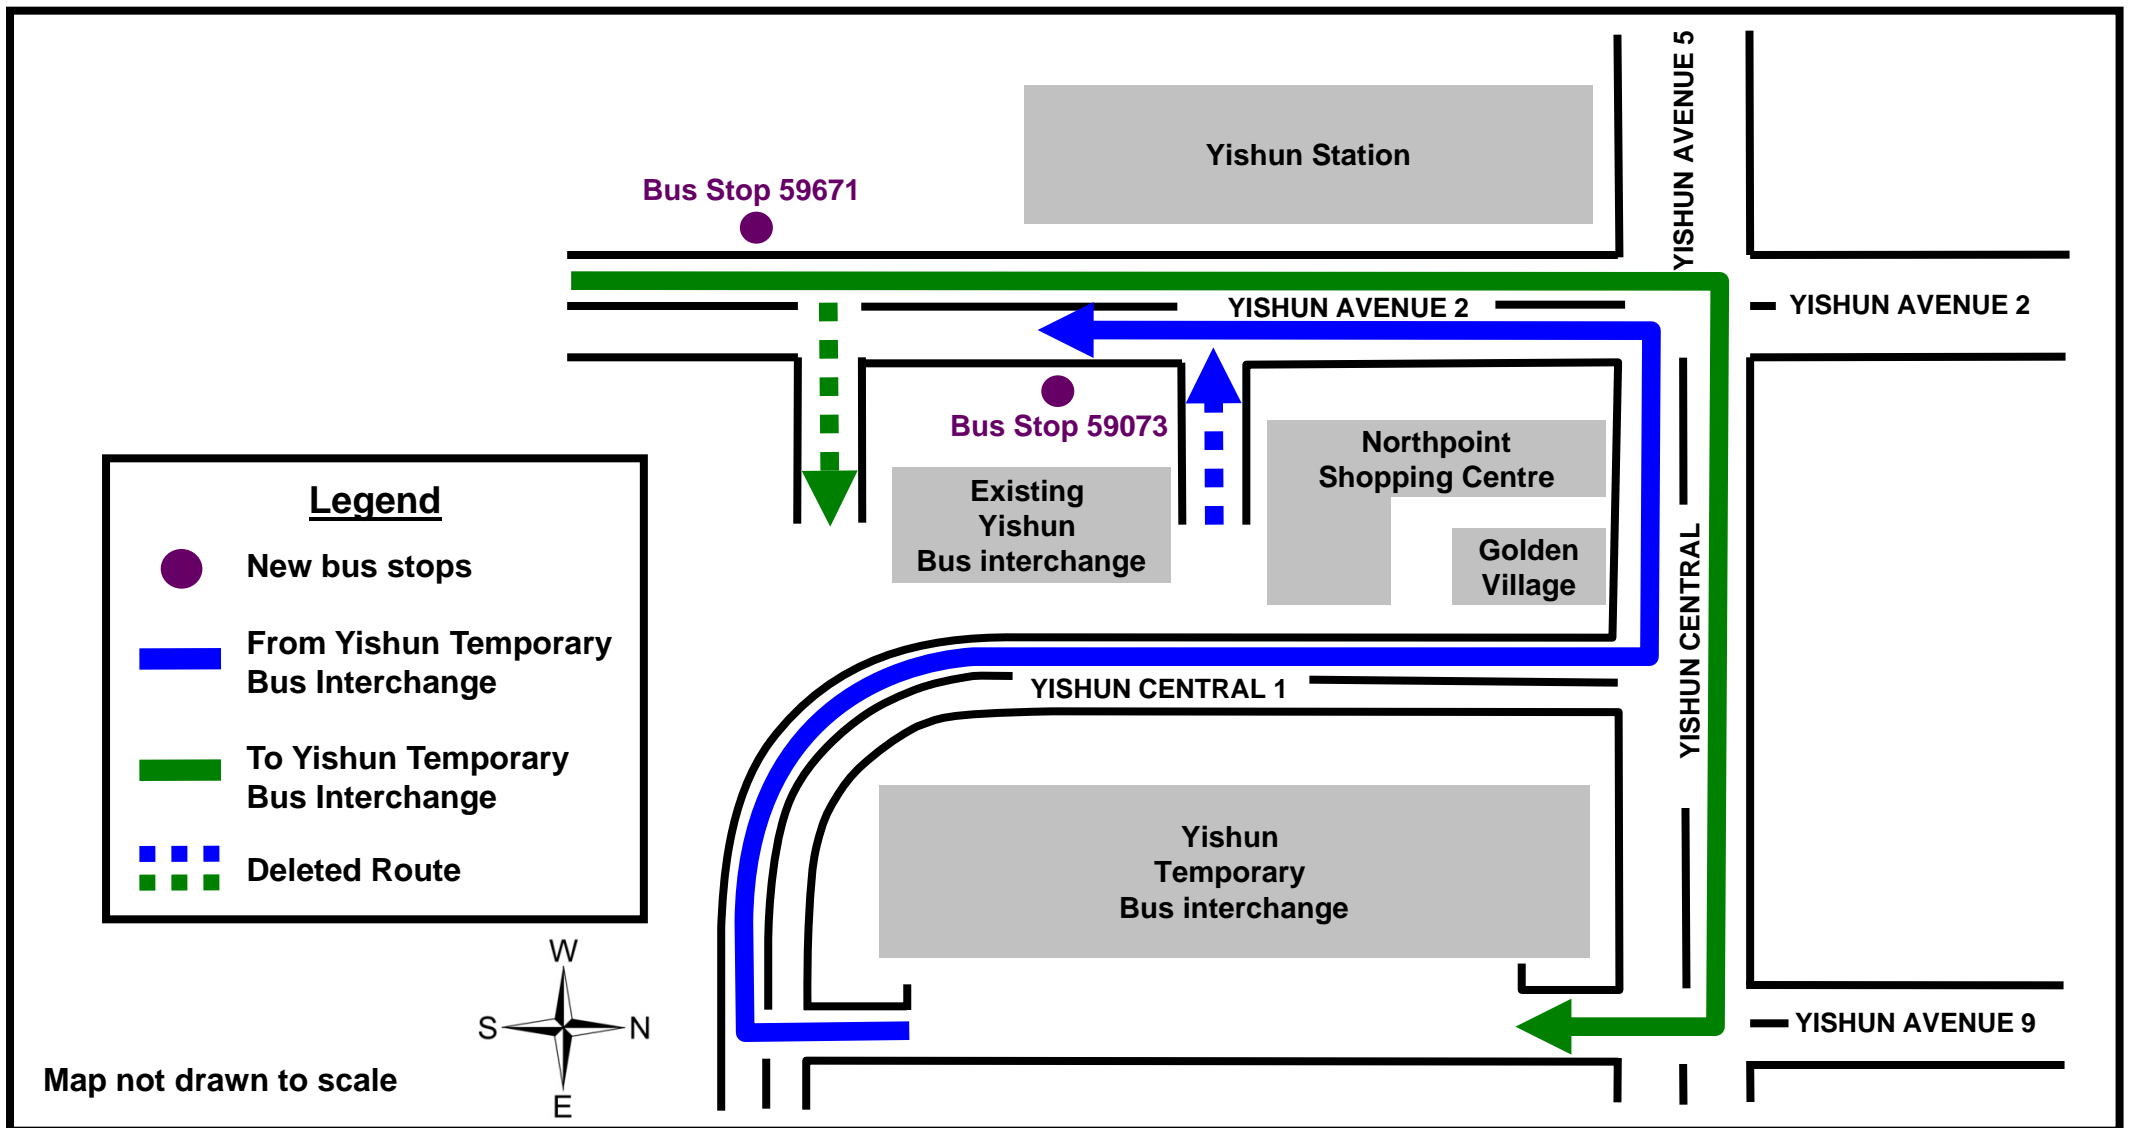 YISHUN AVENUE 5
Yishun Station
Bus Stop 59671
YISHUN AVENUE 2
YISHUN AVENUE 2
Bus Stop 59073
Northpoint
Shopping Centre
Existing
Yishun
Bus interchange
Golden
Village
YISHUN CENTRAL
YISHUN CENTRAL 1
Legend
New bus stops
From Yishun Temporary
Bus Interchange
To Yishun Temporary
Bus Interchange
Deleted Route
Yishun
Temporary
Bus interchange
YISHUN AVENUE 9
W
S
N
E
Map not drawn to scale